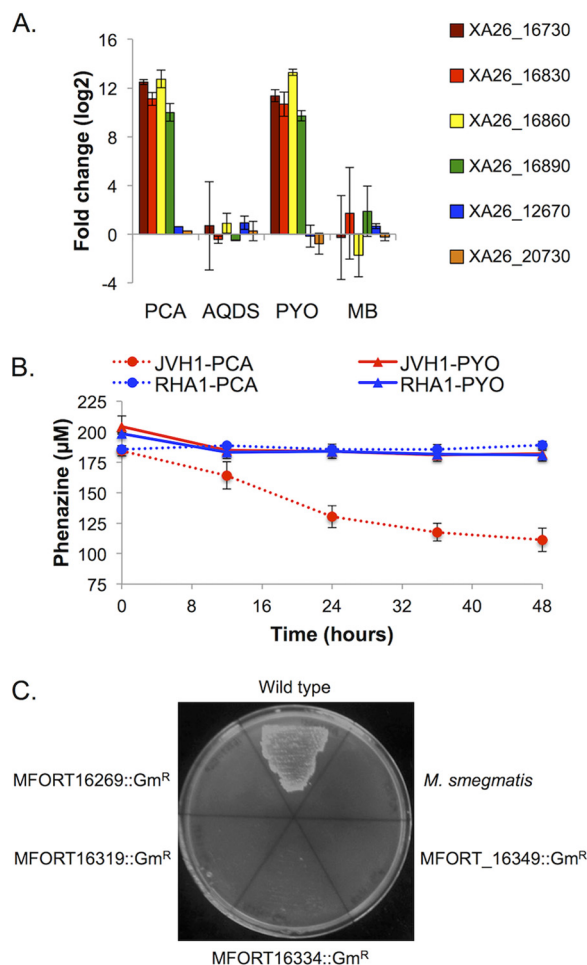 A.
Fold change (log2)
16
12
8
4
0
-4
PCA AQDS PYO MB
XA26_16730
XA26_16830
XA26_16860
XA26_16890
XA26_12670
XA26_20730
B.
JVH1-PCA JVH1-PYO
RHA1-PCA RHA1-PYO
Phenazine (µM)
225
200
175
150
125
100
75
0 8 16 24 32 40 48
Time (hours)
C.
Wild type
MFORT16269::Gmᴿ M. smegmatis
MFORT16319::Gmᴿ MFORT_16349::Gmᴿ
MFORT16334::Gmᴿ